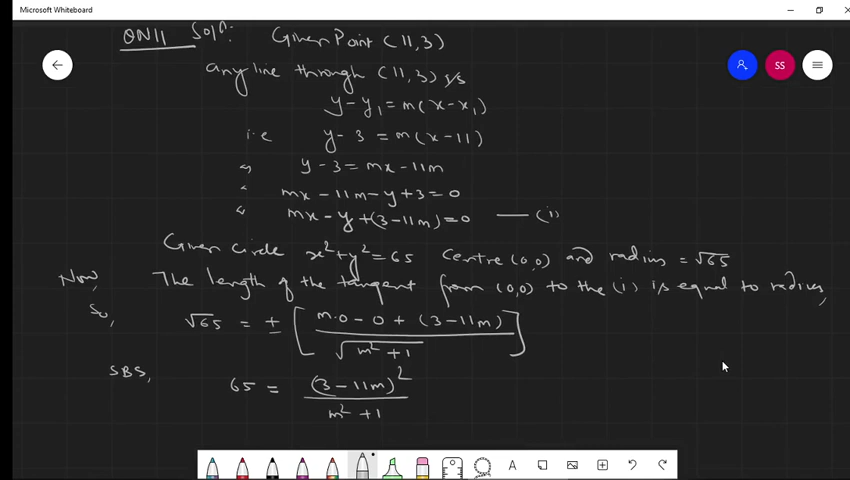 Microsoft Whiteboard
QN11 Solⁿ: Given Point (11,3)
SS
any line through (11,3) is
y-y₁ = m(x-x₁)
i.e y-3 = m(x-11)
y-3 = mx-11m
mx-11m-y+3=0
mx-y+(3-11m)=0 —— (i)
Given circle x²+y²=65 Centre (0,0) and radius = √65
Now, The length of the tangent from (0,0) to the (i) is equal to radius,
So, √65 = ± [ (m·0 - 0 + (3-11m)) / √(m²+1) ]
SBS, 65 = (3-11m)² / (m²+1)
A